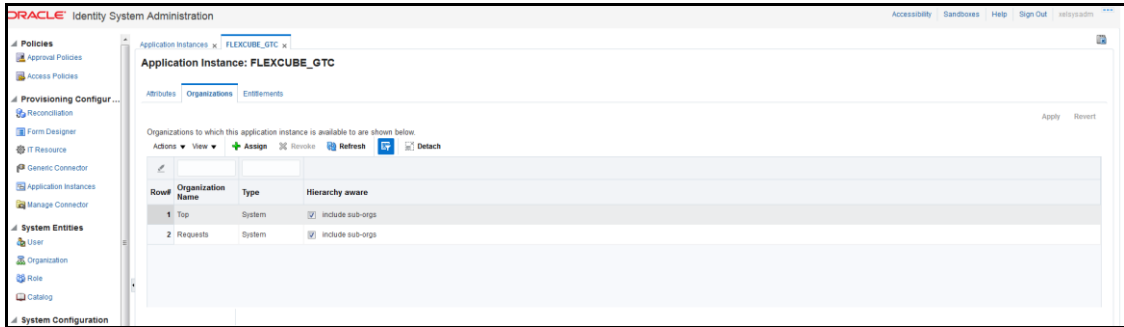 ORACLE Identity System Administration
Accessibility Sandboxes Help Sign Out xelsysadm
Policies
Approval Policies
Access Policies
Provisioning Configur...
Reconciliation
Form Designer
IT Resource
Generic Connector
Application Instances
Manage Connector
System Entities
User
Organization
Role
Catalog
System Configuration
Application Instances x FLEXCUBE_GTC x
Application Instance: FLEXCUBE_GTC
Attributes Organizations Entitlements
Apply Revert
Organizations to which this application instance is available to are shown below.
Actions View Assign Revoke Refresh Detach
Row# Organization Name Type Hierarchy aware
1 Top System include sub-orgs
2 Requests System include sub-orgs